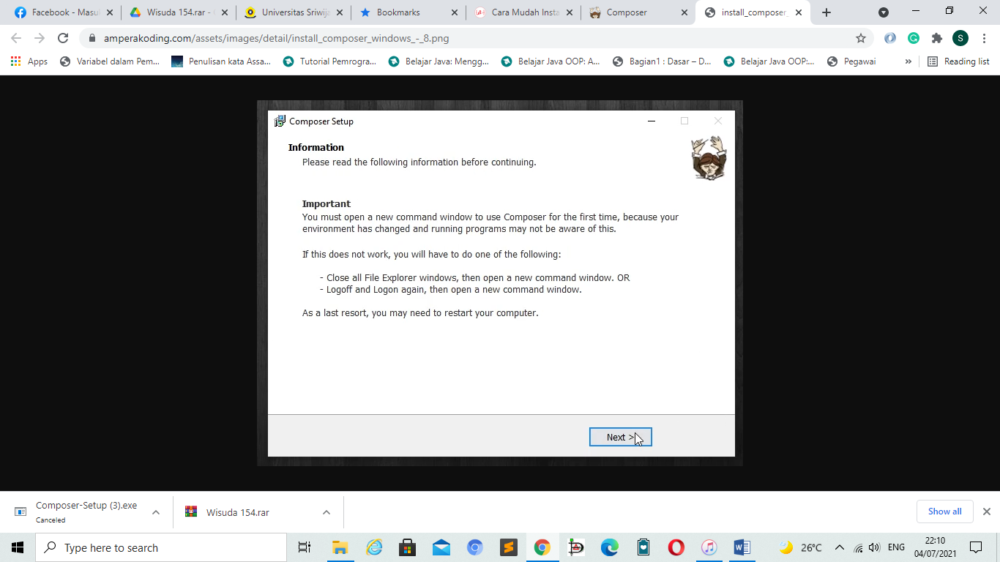 Facebook - Masu
Wisuda 154.rar -
Universitas Sriwija
Bookmarks
Cara Mudah Insta
Composer
install_composer_
amperakoding.com/assets/images/detail/install_composer_windows_-_8.png
S
Apps
Variabel dalam Pem...
Penulisan kata Assa...
Tutorial Pemrogra...
Belajar Java: Mengg...
Belajar Java OOP: A...
Bagian1 : Dasar – D...
Belajar Java OOP:...
Pegawai
»
Reading list
Composer Setup
Information
Please read the following information before continuing.
Important
You must open a new command window to use Composer for the first time, because your
environment has changed and running programs may not be aware of this.
If this does not work, you will have to do one of the following:
- Close all File Explorer windows, then open a new command window. OR
- Logoff and Logon again, then open a new command window.
As a last resort, you may need to restart your computer.
Next >
Composer-Setup (3).exe
Canceled
Wisuda 154.rar
Show all
Type here to search
26°C
ENG
22:10
04/07/2021